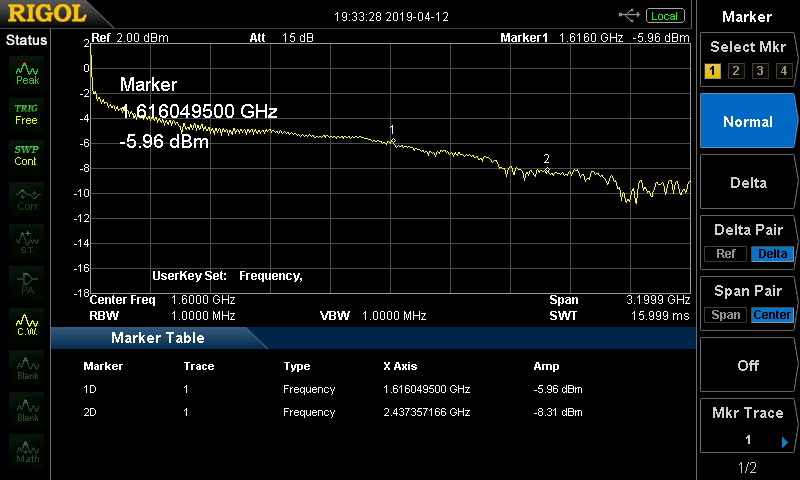 RIGOL
19:33:28 2019-04-12
Local
Marker
Status
Ref 2.00 dBm Att 15 dB Marker1 1.6160 GHz -5.96 dBm
Select Mkr
1 2 3 4
Peak
TRIG
Free
SWP
Cont
Corr
S.T.
PA
C.W.
Blank
Blank
Math
2
0
-2
-4
-6
-8
-10
-12
-14
-16
-18
Marker
1.616049500 GHz
-5.96 dBm
1
2
UserKey Set: Frequency,
Center Freq 1.6000 GHz Span 3.1999 GHz
RBW 1.0000 MHz VBW 1.0000 MHz SWT 15.999 ms
Marker Table
Marker Trace Type X Axis Amp
1D 1 Frequency 1.616049500 GHz -5.96 dBm
2D 1 Frequency 2.437357166 GHz -8.31 dBm
Normal
Delta
Delta Pair
Ref Delta
Span Pair
Span Center
Off
Mkr Trace
1
1/2